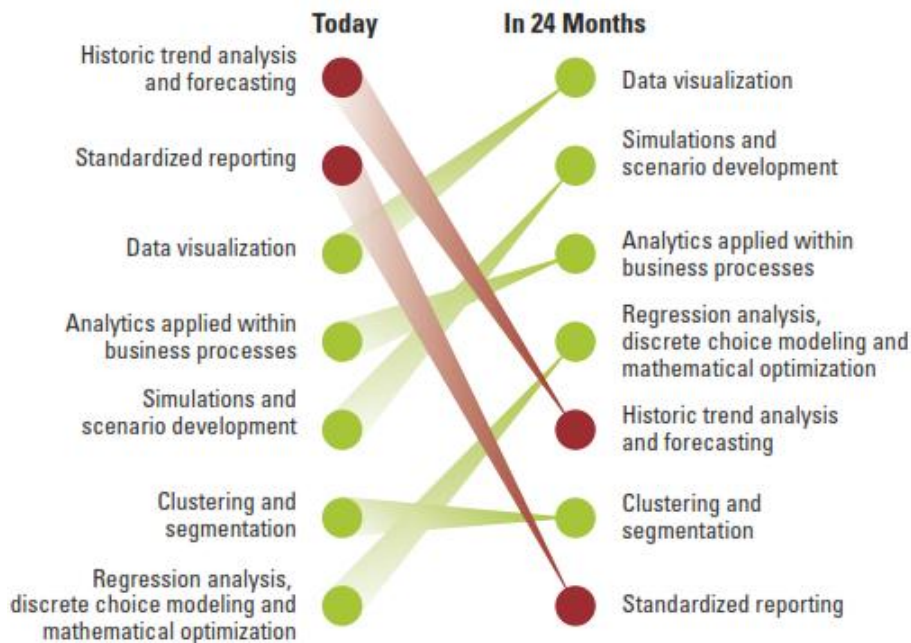 Today
In 24 Months
Historic trend analysis
and forecasting
Standardized reporting
Data visualization
Analytics applied within
business processes
Simulations and
scenario development
Clustering and
segmentation
Regression analysis,
discrete choice modeling and
mathematical optimization
Data visualization
Simulations and
scenario development
Analytics applied within
business processes
Regression analysis,
discrete choice modeling and
mathematical optimization
Historic trend analysis
and forecasting
Clustering and
segmentation
Standardized reporting